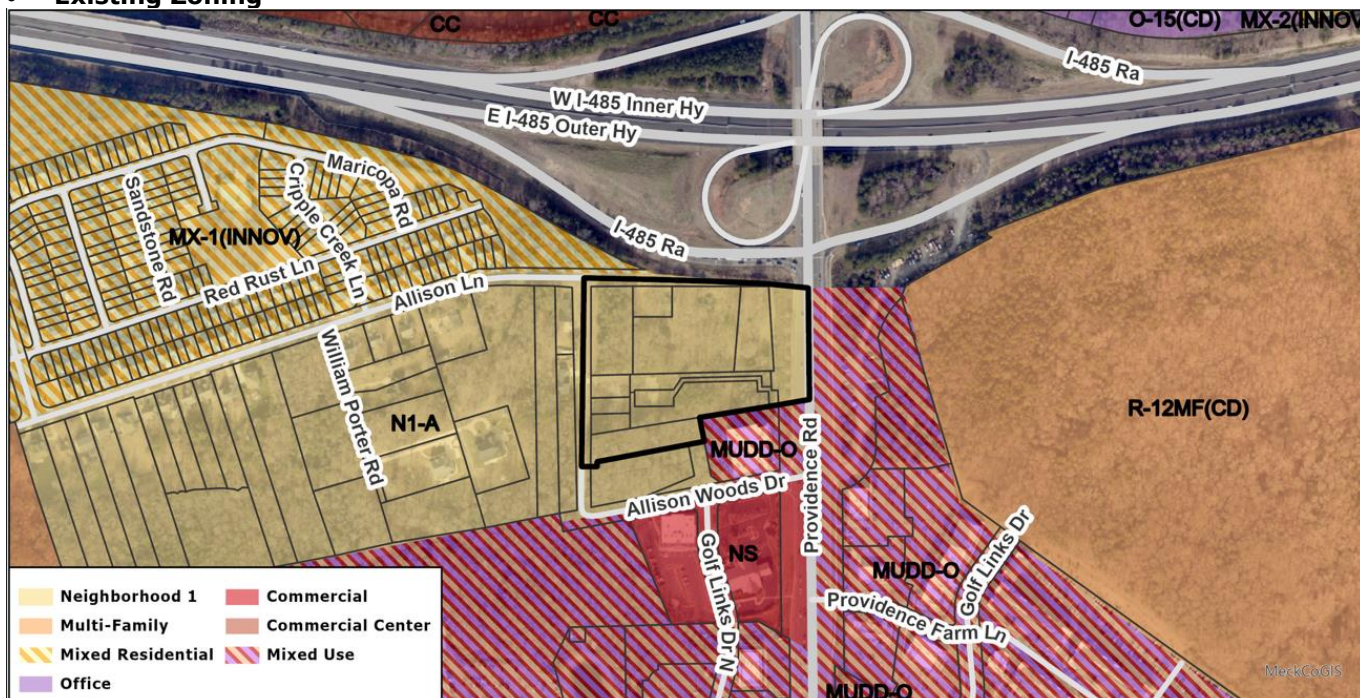 • Existing Zoning
CC
CC
O-15(CD)
MX-2(INNOV
I-485 Ra
W I-485 Inner Hy
E I-485 Outer Hy
Maricopa Rd
Cripple Creek Ln
Sandstone Rd
MX-1(INNOV)
I-485 Ra
Red Rust Ln
Allison Ln
William Porter Rd
N1-A
R-12MF(CD)
MUDD-O
Providence Rd
Allison Woods Dr
NS
Golf Links Dr N
MUDD-O
Golf Links Dr
Providence Farm Ln
MUDD-O
Neighborhood 1
Multi-Family
Mixed Residential
Office
Commercial
Commercial Center
Mixed Use
MeckCoGIS